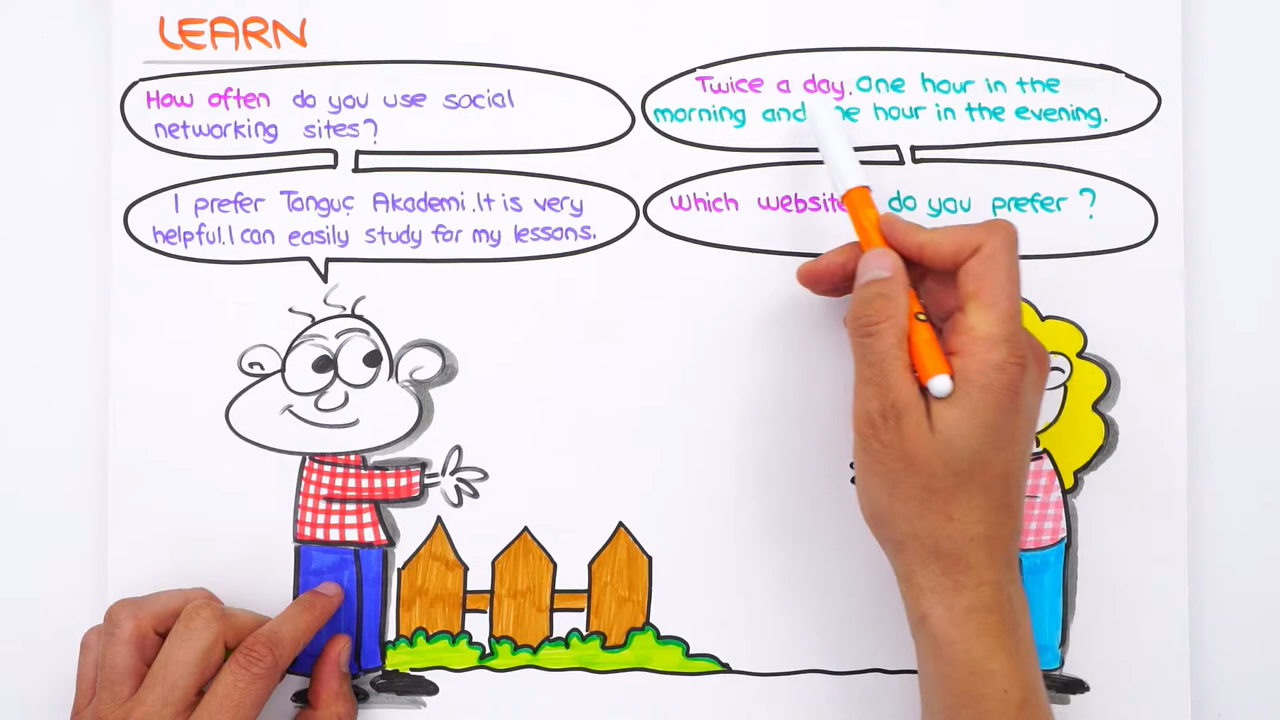 LEARN
How often do you use social
networking sites?
Twice a day. One hour in the
morning and hour in the evening.
Which website do you prefer?
I prefer Tonguç Akademi. It is very
helpful. I can easily study for my lessons.